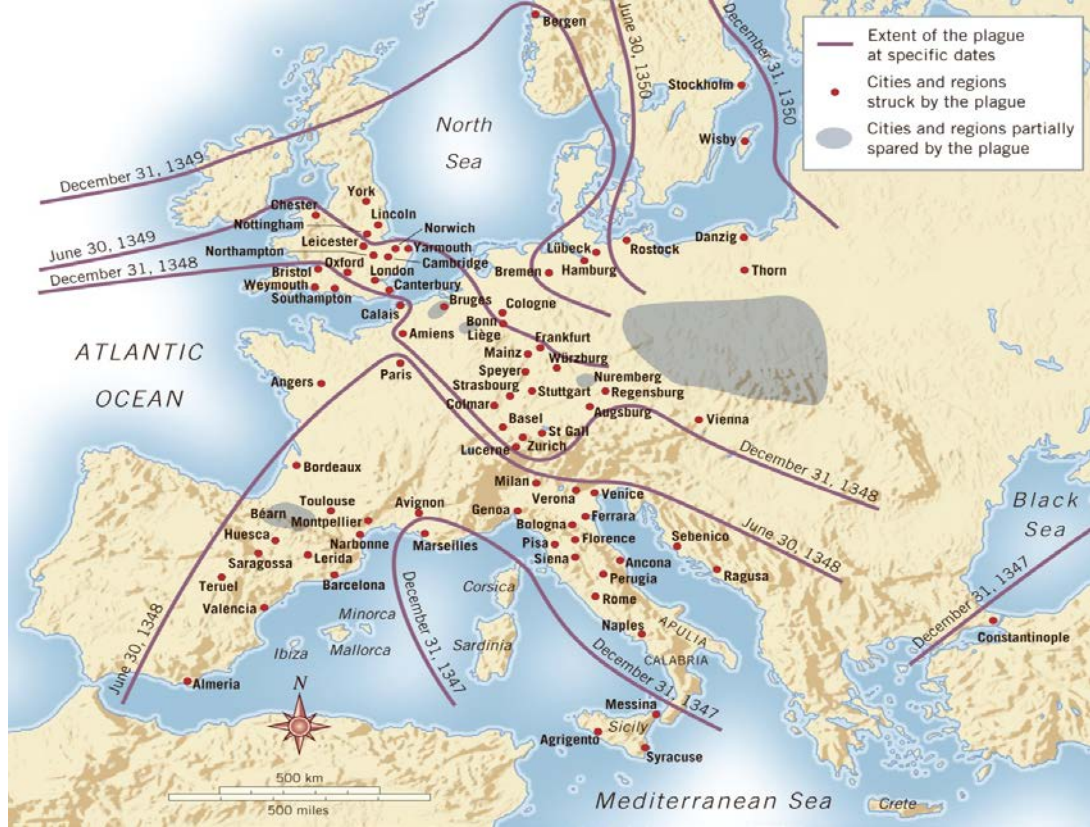 Extent of the plague
at specific dates
Cities and regions
struck by the plague
Cities and regions partially
spared by the plague
Bergen
June 30, 1350
December 31, 1350
Stockholm
North
Sea
Wisby
December 31, 1349
York
Chester
Lincoln
Nottingham
Norwich
June 30, 1349
Leicester
Yarmouth
Northampton
Cambridge
Oxford
London
Lübeck
Rostock
Danzig
Hamburg
Bremen
Thorn
December 31, 1348
Bristol
Weymouth
Canterbury
Southampton
Calais
Bruges
Cologne
Bonn
Liège
Amiens
Frankfurt
Mainz
Würzburg
ATLANTIC
OCEAN
Paris
Speyer
Nuremberg
Angers
Strasbourg
Stuttgart
Regensburg
Colmar
Augsburg
Basel
Vienna
St Gall
Zurich
Lucerne
December 31, 1348
Bordeaux
Milan
Verona
Venice
Toulouse
Avignon
Genoa
Ferrara
Béarn
Montpellier
Bologna
Black
Sea
Huesca
Narbonne
Marseilles
Pisa
Florence
Sebenico
June 30, 1348
Saragossa
Lerida
Siena
Ancona
Ragusa
Teruel
Barcelona
Corsica
Perugia
Valencia
Minorca
Rome
December 31, 1347
Constantinople
Naples
APULIA
Ibiza
Mallorca
Sardinia
December 31, 1347
CALABRIA
June 30, 1348
Almeria
N
December 31, 1347
Messina
Sicily
Agrigento
Syracuse
500 km
500 miles
Mediterranean Sea
Crete